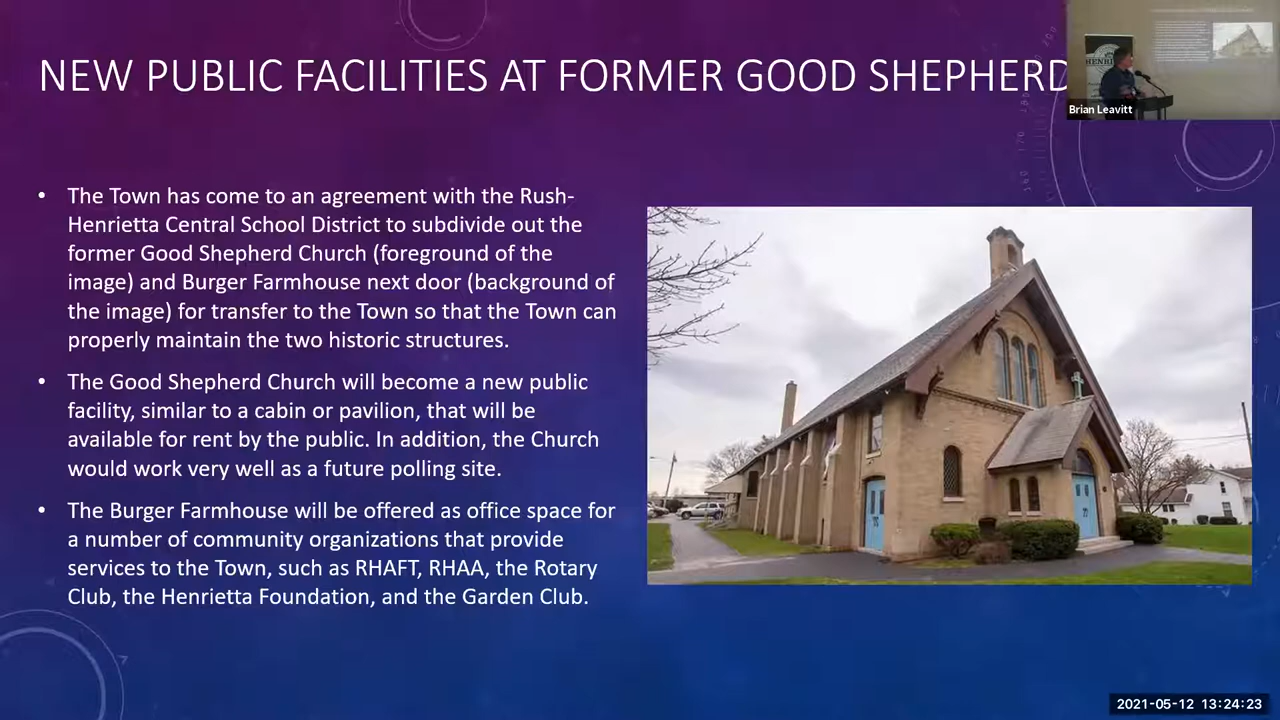 NEW PUBLIC FACILITIES AT FORMER GOOD SHEPHERD
HENRI
Brian Leavitt
• The Town has come to an agreement with the Rush-
Henrietta Central School District to subdivide out the
former Good Shepherd Church (foreground of the
image) and Burger Farmhouse next door (background of
the image) for transfer to the Town so that the Town can
properly maintain the two historic structures.
• The Good Shepherd Church will become a new public
facility, similar to a cabin or pavilion, that will be
available for rent by the public. In addition, the Church
would work very well as a future polling site.
• The Burger Farmhouse will be offered as office space for
a number of community organizations that provide
services to the Town, such as RHAFT, RHAA, the Rotary
Club, the Henrietta Foundation, and the Garden Club.
2021-05-12 13:24:23